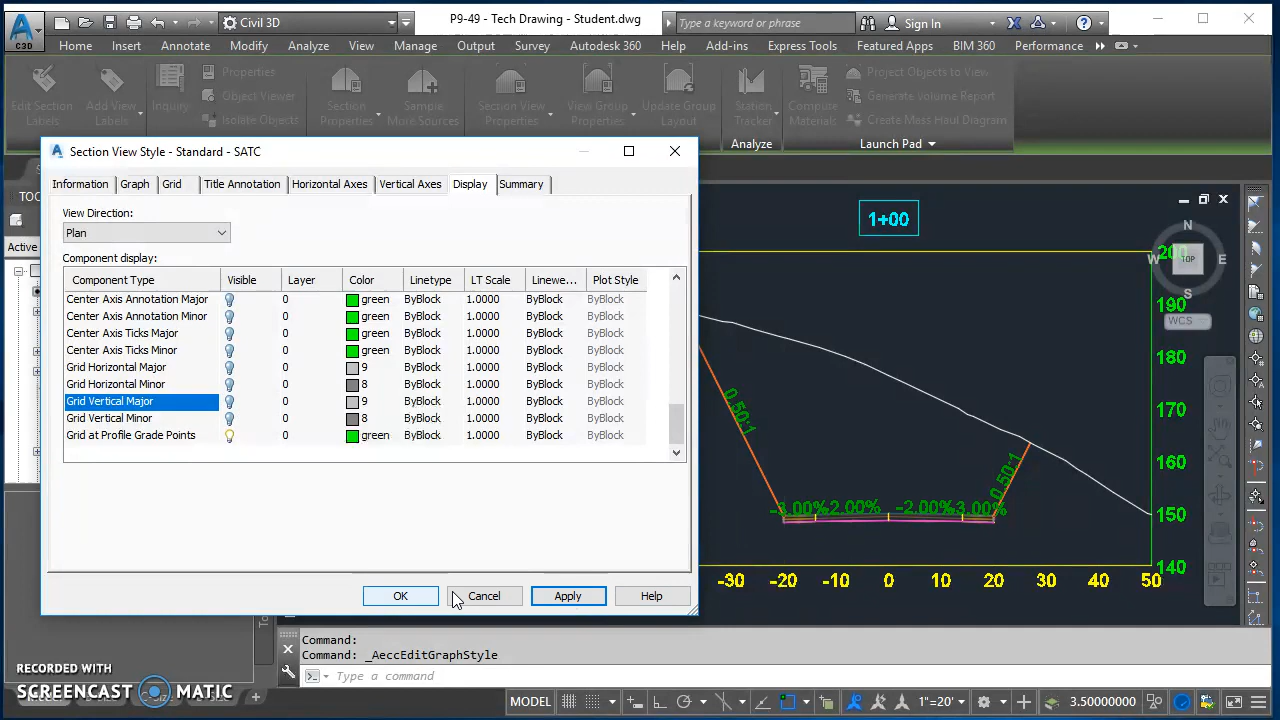 Civil 3D
P9-49 - Tech Drawing - Student.dwg
Type a keyword or phrase
Sign In
C3D
Home Insert Annotate Modify Analyze View Manage Output Survey Autodesk 360 Help Add-ins Express Tools Featured Apps BIM 360 Performance
Edit Section Labels
Add View Labels
Inquiry
Properties
Object Viewer
Isolate Objects
Section Properties
Sample More Sources
Section View Properties
View Group Properties
Update Group Layout
Station Tracker
Compute Materials
Project Objects to View
Generate Volume Report
Create Mass Haul Diagram
Analyze
Launch Pad
TOO
Active
Section View Style - Standard - SATC
Information Graph Grid Title Annotation Horizontal Axes Vertical Axes Display Summary
View Direction:
Plan
Component display:
Component Type Visible Layer Color Linetype LT Scale Linewe... Plot Style
Center Axis Annotation Major 0 green ByBlock 1.0000 ByBlock ByBlock
Center Axis Annotation Minor 0 green ByBlock 1.0000 ByBlock ByBlock
Center Axis Ticks Major 0 green ByBlock 1.0000 ByBlock ByBlock
Center Axis Ticks Minor 0 green ByBlock 1.0000 ByBlock ByBlock
Grid Horizontal Major 0 9 ByBlock 1.0000 ByBlock ByBlock
Grid Horizontal Minor 0 8 ByBlock 1.0000 ByBlock ByBlock
Grid Vertical Major 0 9 ByBlock 1.0000 ByBlock ByBlock
Grid Vertical Minor 0 8 ByBlock 1.0000 ByBlock ByBlock
Grid at Profile Grade Points 0 green ByBlock 1.0000 ByBlock ByBlock
OK Cancel Apply Help
1+00
N
W TOP E
S
WCS
200
190
180
170
160
150
140
0.50:1
0.50:1
-3.00% 2.00% -2.00% 3.00%
-30 -20 -10 0 10 20 30 40 50
Command:
Command: _AeccEditGraphStyle
Type a command
RECORDED WITH
SCREENCAST MATIC
MODEL
1"=20'
3.50000000